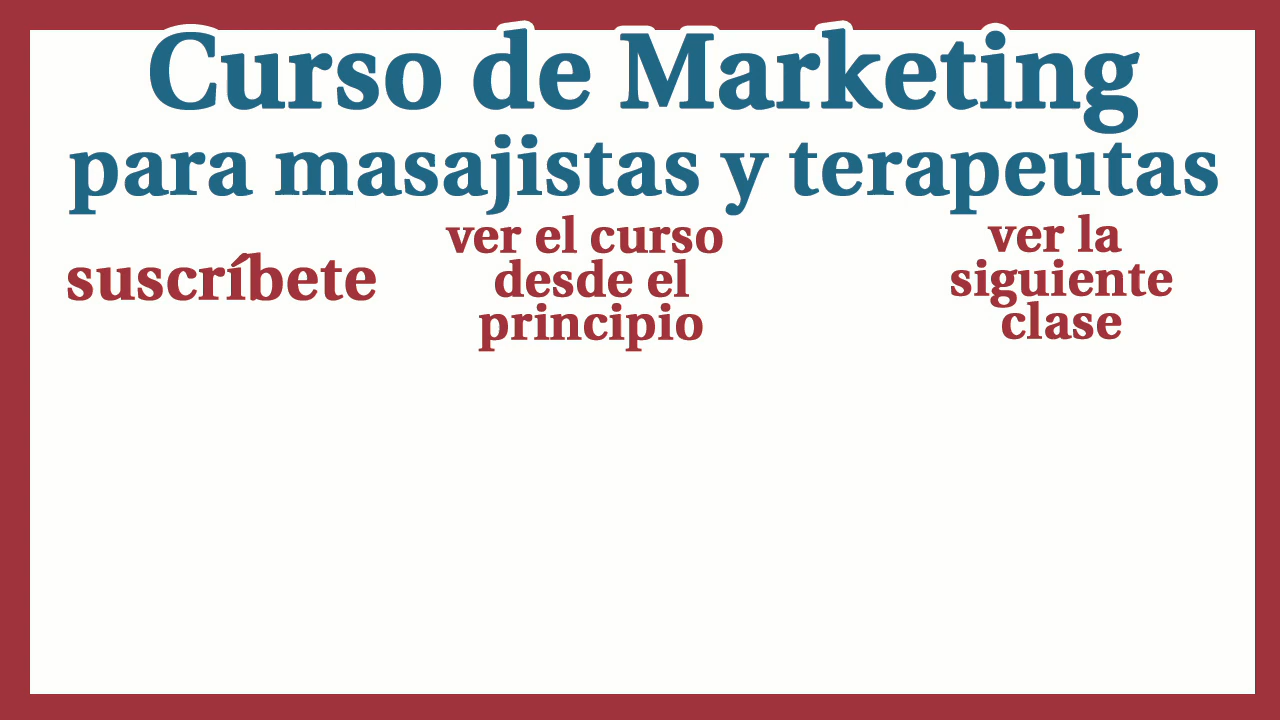 Curso de Marketing
para masajistas y terapeutas
suscríbete
ver el curso
desde el
principio
ver la
siguiente
clase